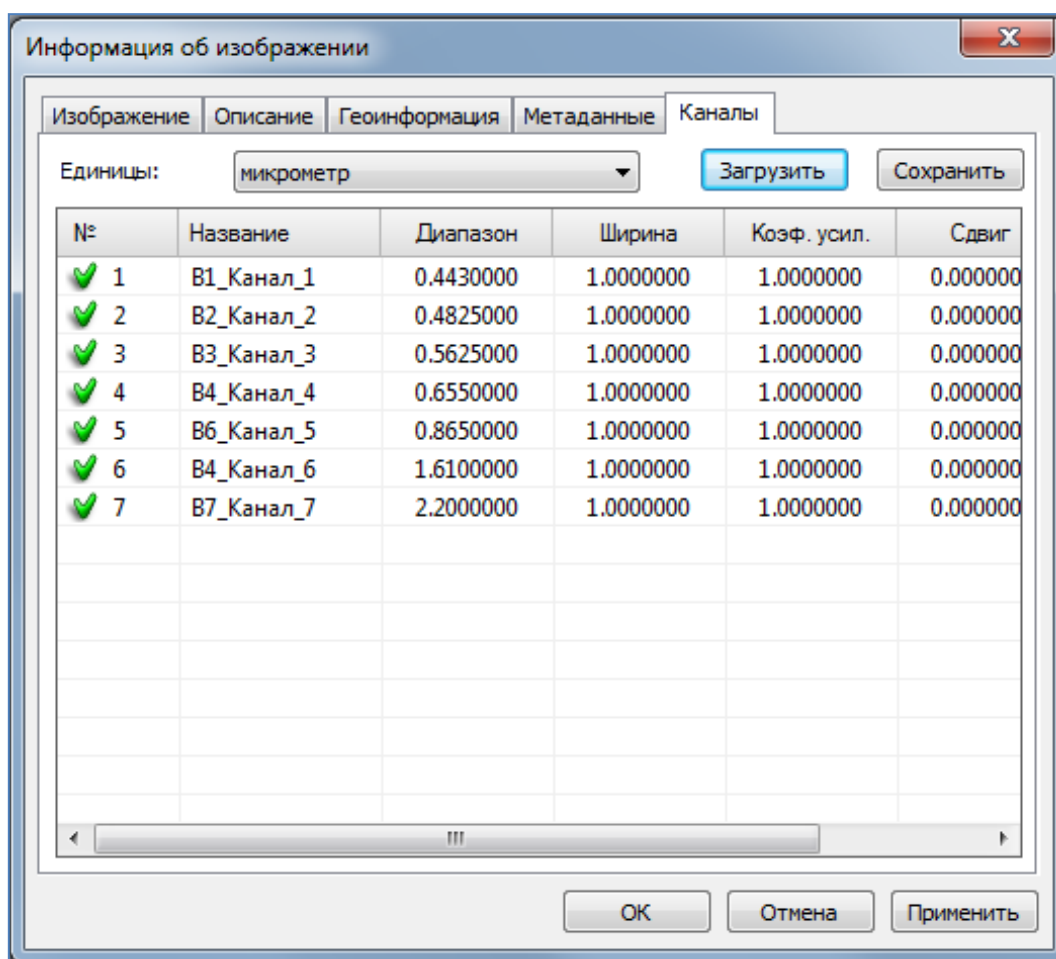 Информация об изображении
Изображение Описание Геоинформация Метаданные Каналы
Единицы: микрометр Загрузить Сохранить
№ Название Диапазон Ширина Коэф. усил. Сдвиг
1 B1_Канал_1 0.4430000 1.0000000 1.0000000 0.000000
2 B2_Канал_2 0.4825000 1.0000000 1.0000000 0.000000
3 B3_Канал_3 0.5625000 1.0000000 1.0000000 0.000000
4 B4_Канал_4 0.6550000 1.0000000 1.0000000 0.000000
5 B6_Канал_5 0.8650000 1.0000000 1.0000000 0.000000
6 B4_Канал_6 1.6100000 1.0000000 1.0000000 0.000000
7 B7_Канал_7 2.2000000 1.0000000 1.0000000 0.000000
ОК Отмена Применить